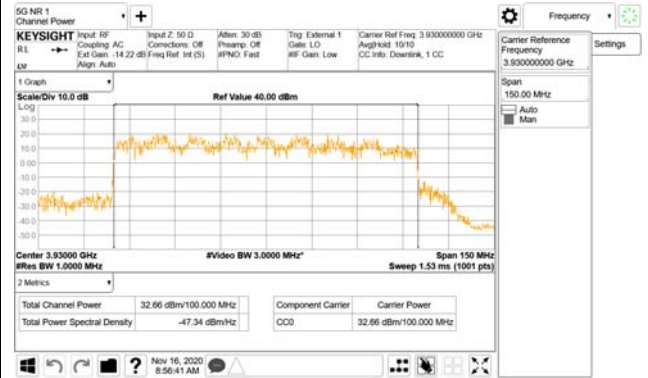 5G NR 1
Channel Power
Frequency
KEYSIGHT
RL
Input: RF
Coupling: AC
Ext Gain: -14.22 dB
Align: Auto
Input Z: 50 Ω
Corrections: Off
Freq Ref: Int (S)
Atten: 30 dB
Preamp: Off
#PNO: Fast
Trig: External 1
Gate: LO
#IF Gain: Low
Carrier Ref Freq: 3.930000000 GHz
Avg|Hold: 10/10
CC Info: Downlink, 1 CC
Carrier Reference
Frequency
3.930000000 GHz
Settings
Span
150.00 MHz
Auto
Man
1 Graph
Scale/Div 10.0 dB
Ref Value 40.00 dBm
Log
30.0
20.0
10.0
0.00
-10.0
-20.0
-30.0
-40.0
-50.0
Center 3.93000 GHz
#Video BW 3.0000 MHz*
Span 150 MHz
#Res BW 1.0000 MHz
Sweep 1.53 ms (1001 pts)
2 Metrics
Total Channel Power 32.66 dBm/100.000 MHz
Total Power Spectral Density -47.34 dBm/Hz
Component Carrier Carrier Power
CC0 32.66 dBm/100.000 MHz
?
Nov 16, 2020
8:56:41 AM